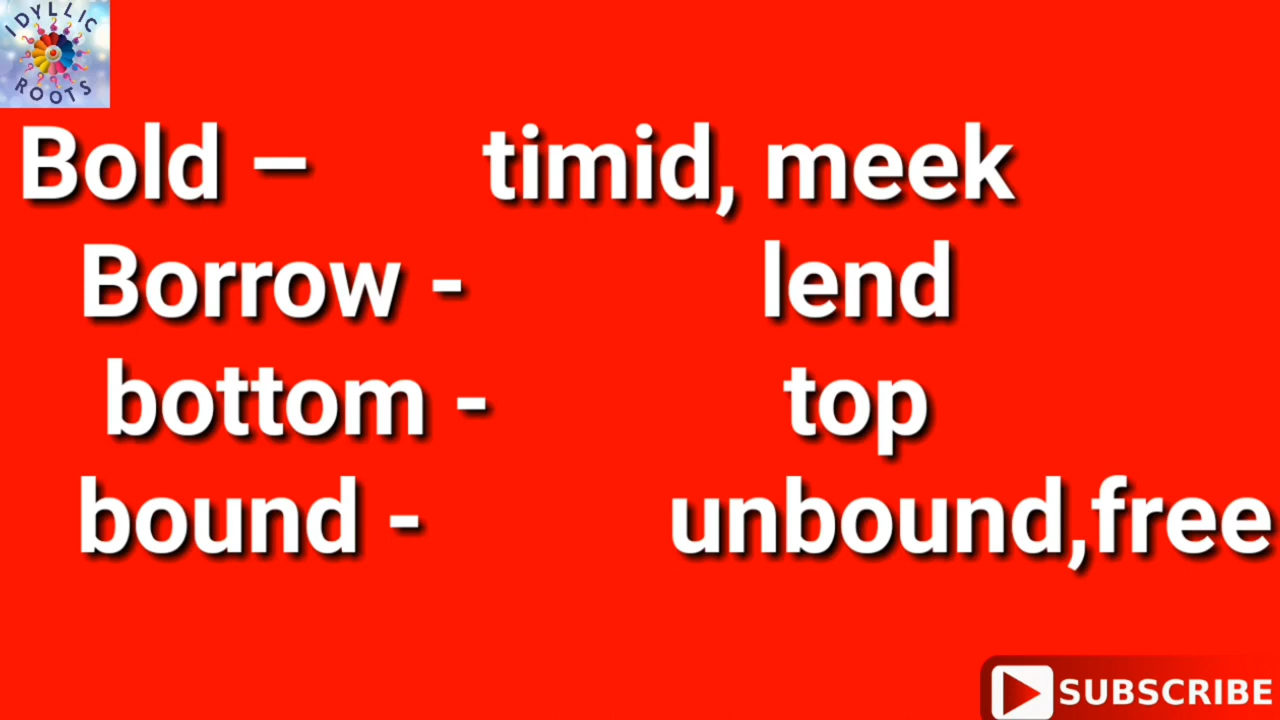 IDYLLIC
ROOTS
Bold – timid, meek
Borrow - lend
bottom - top
bound - unbound,free
SUBSCRIBE